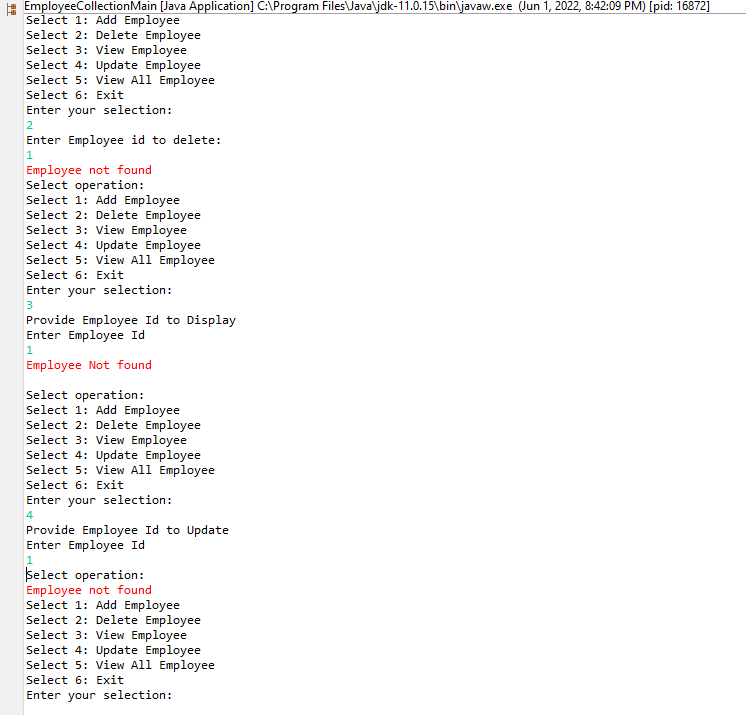 EmployeeCollectionMain [Java Application] C:\Program Files\Java\jdk-11.0.15\bin\javaw.exe (Jun 1, 2022, 8:42:09 PM) [pid: 16872]
Select 1: Add Employee
Select 2: Delete Employee
Select 3: View Employee
Select 4: Update Employee
Select 5: View All Employee
Select 6: Exit
Enter your selection:
2
Enter Employee id to delete:
1
Employee not found
Select operation:
Select 1: Add Employee
Select 2: Delete Employee
Select 3: View Employee
Select 4: Update Employee
Select 5: View All Employee
Select 6: Exit
Enter your selection:
3
Provide Employee Id to Display
Enter Employee Id
1
Employee Not found
Select operation:
Select 1: Add Employee
Select 2: Delete Employee
Select 3: View Employee
Select 4: Update Employee
Select 5: View All Employee
Select 6: Exit
Enter your selection:
4
Provide Employee Id to Update
Enter Employee Id
1
Select operation:
Employee not found
Select 1: Add Employee
Select 2: Delete Employee
Select 3: View Employee
Select 4: Update Employee
Select 5: View All Employee
Select 6: Exit
Enter your selection: